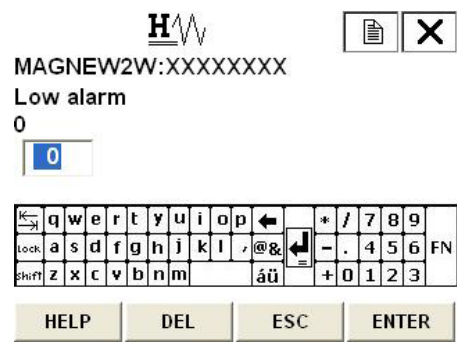 H
MAGNEW2W:XXXXXXXX
Low alarm
0
0
q w e r t y u i o p * / 7 8 9
Lock a s d f g h j k l , @& - . 4 5 6 FN
Shift z x c v b n m áü + 0 1 2 3
HELP DEL ESC ENTER